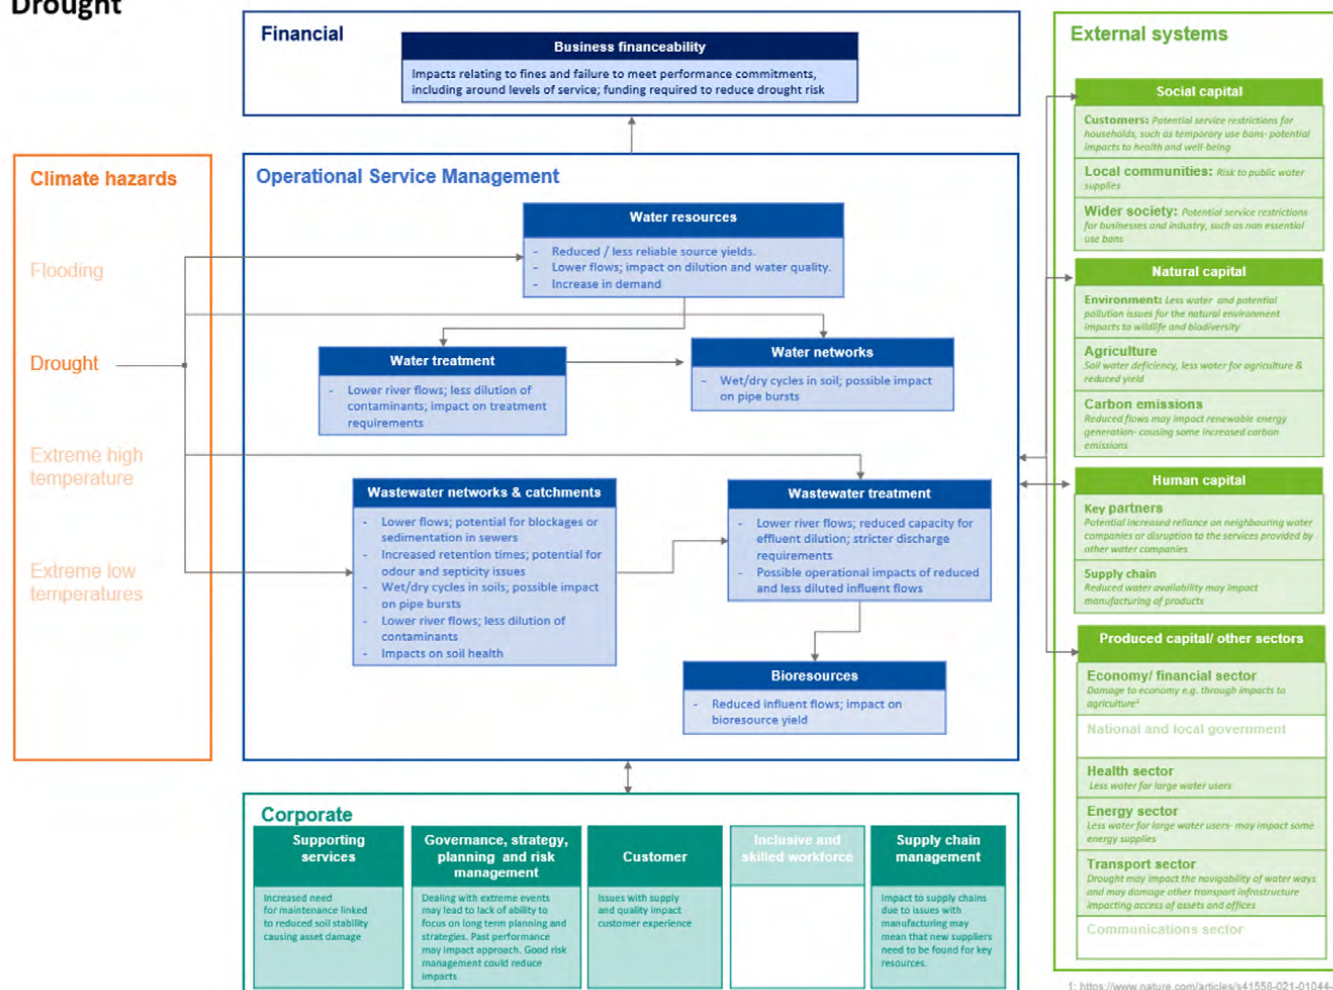 Drought
Financial
Business financeability
Impacts relating to fines and failure to meet performance commitments,
including around levels of service; funding required to reduce drought risk
Climate hazards
Flooding
Drought
Extreme high
temperature
Extreme low
temperatures
Operational Service Management
Water resources
- Reduced / less reliable source yields.
- Lower flows; impact on dilution and water quality.
- Increase in demand
Water treatment
- Lower river flows; less dilution of
contaminants; impact on treatment
requirements
Water networks
- Wet/dry cycles in soil; possible impact
on pipe bursts
Wastewater networks & catchments
- Lower flows; potential for blockages or
sedimentation in sewers
- Increased retention times; potential for
odour and septicity issues
- Wet/dry cycles in soils; possible impact
on pipe bursts
- Lower river flows; less dilution of
contaminants
- Impacts on soil health
Wastewater treatment
- Lower river flows; reduced capacity for
effluent dilution; stricter discharge
requirements
- Possible operational impacts of reduced
and less diluted influent flows
Bioresources
- Reduced influent flows; impact on
bioresource yield
Corporate
Supporting
services
Increased need
for maintenance linked
to reduced soil stability
causing asset damage
Governance, strategy,
planning and risk
management
Dealing with extreme events
may lead to lack of ability to
focus on long term planning and
strategies. Past performance
may impact approach. Good risk
management could reduce
impacts
Customer
Issues with supply
and quality impact
customer experience
Inclusive and
skilled workforce
Supply chain
management
Impact to supply chains
due to issues with
manufacturing may
mean that new suppliers
need to be found for key
resources.
External systems
Social capital
Customers: Potential service restrictions for
households, such as temporary use bans- potential
impacts to health and well-being
Local communities: Risk to public water
supplies
Wider society: Potential service restrictions
for businesses and industry, such as non essential
use bans
Natural capital
Environment: Less water and potential
pollution issues for the natural environment
impacts to wildlife and biodiversity
Agriculture
Soil water deficiency, less water for agriculture &
reduced yield
Carbon emissions
Reduced flows may impact renewable energy
generation- causing some increased carbon
emissions
Human capital
Key partners
Potential increased reliance on neighbouring water
companies or disruption to the services provided by
other water companies
Supply chain
Reduced water availability may impact
manufacturing of products
Produced capital/ other sectors
Economy/ financial sector
Damage to economy e.g. through impacts to
agriculture¹
National and local government
Health sector
Less water for large water users
Energy sector
Less water for large water users- may impact some
energy supplies
Transport sector
Drought may impact the navigability of water ways
and may damage other transport infrastructure
impacting access of assets and offices
Communications sector
1: https://www.nature.com/articles/s41558-021-01044-